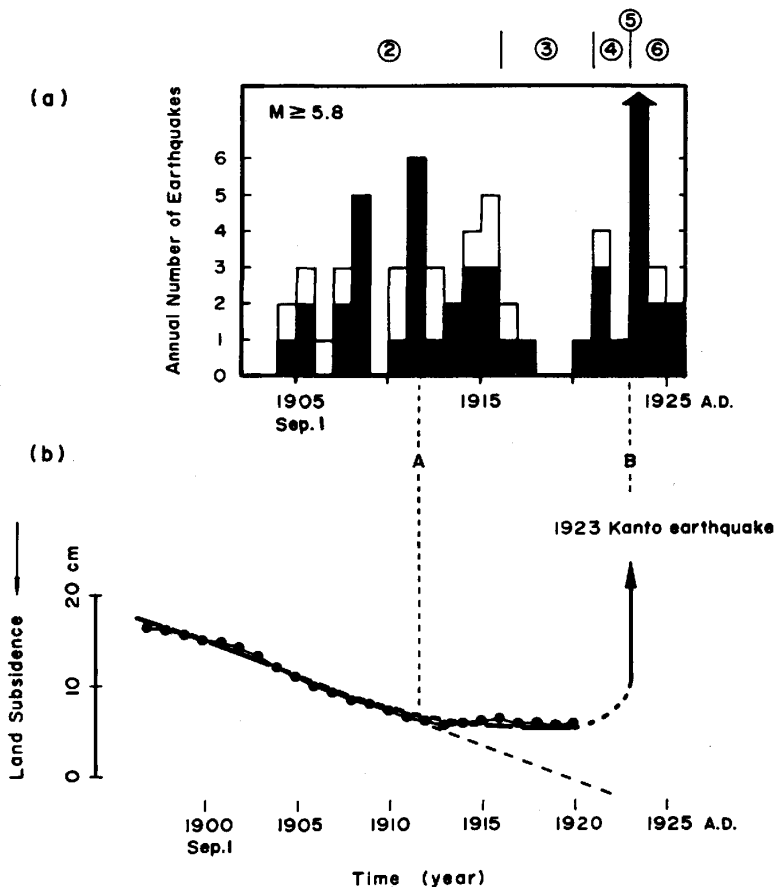 ② ③ ④ ⑤ ⑥
(a)
M ≥ 5.8
Annual Number of Earthquakes
6
5
4
3
2
1
0
1905 1915 1925 A.D.
Sep.1
A B
(b)
1923 Kanto earthquake
Land Subsidence
cm
20
10
0
1900 1905 1910 1915 1920 1925 A.D.
Sep.1
Time (year)